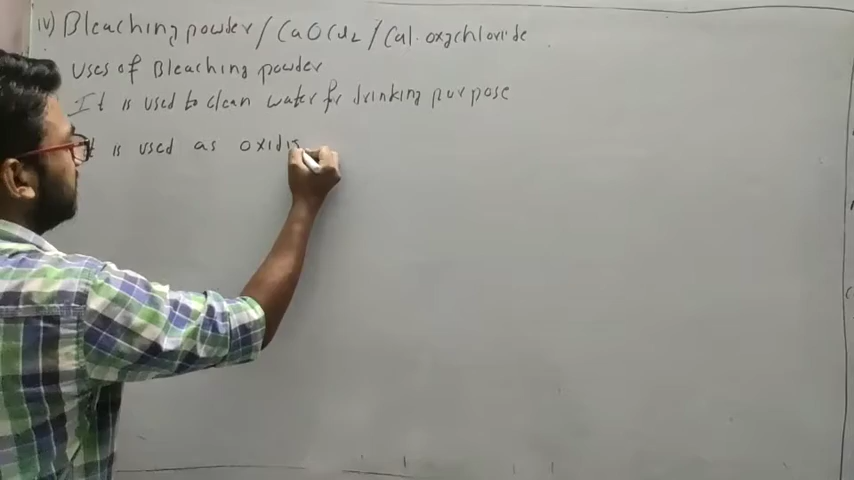 iv) Bleaching powder / CaOCl2 / Cal. oxychloride
Uses of Bleaching powder
It is used to clean water for drinking purpose
It is used as oxidis